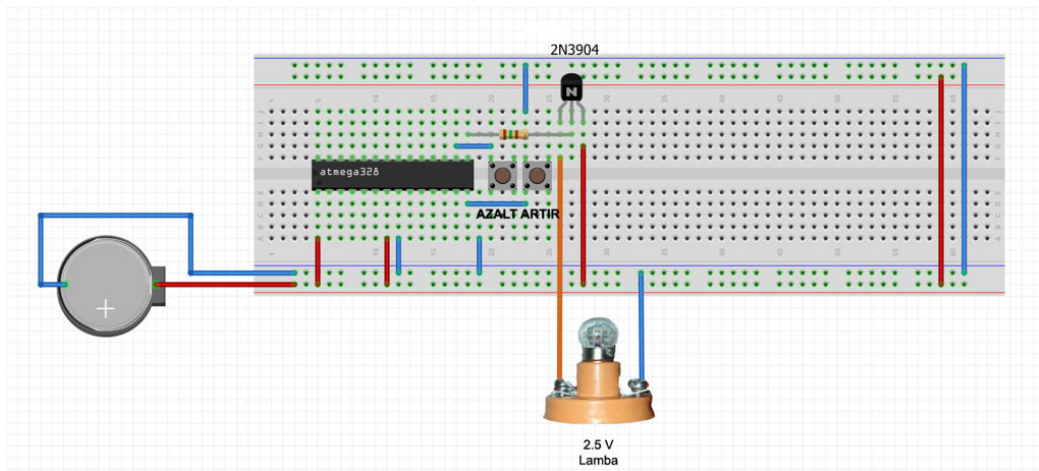 2N3904
N
atmega328
AZALT ARTIR
2.5 V
Lamba